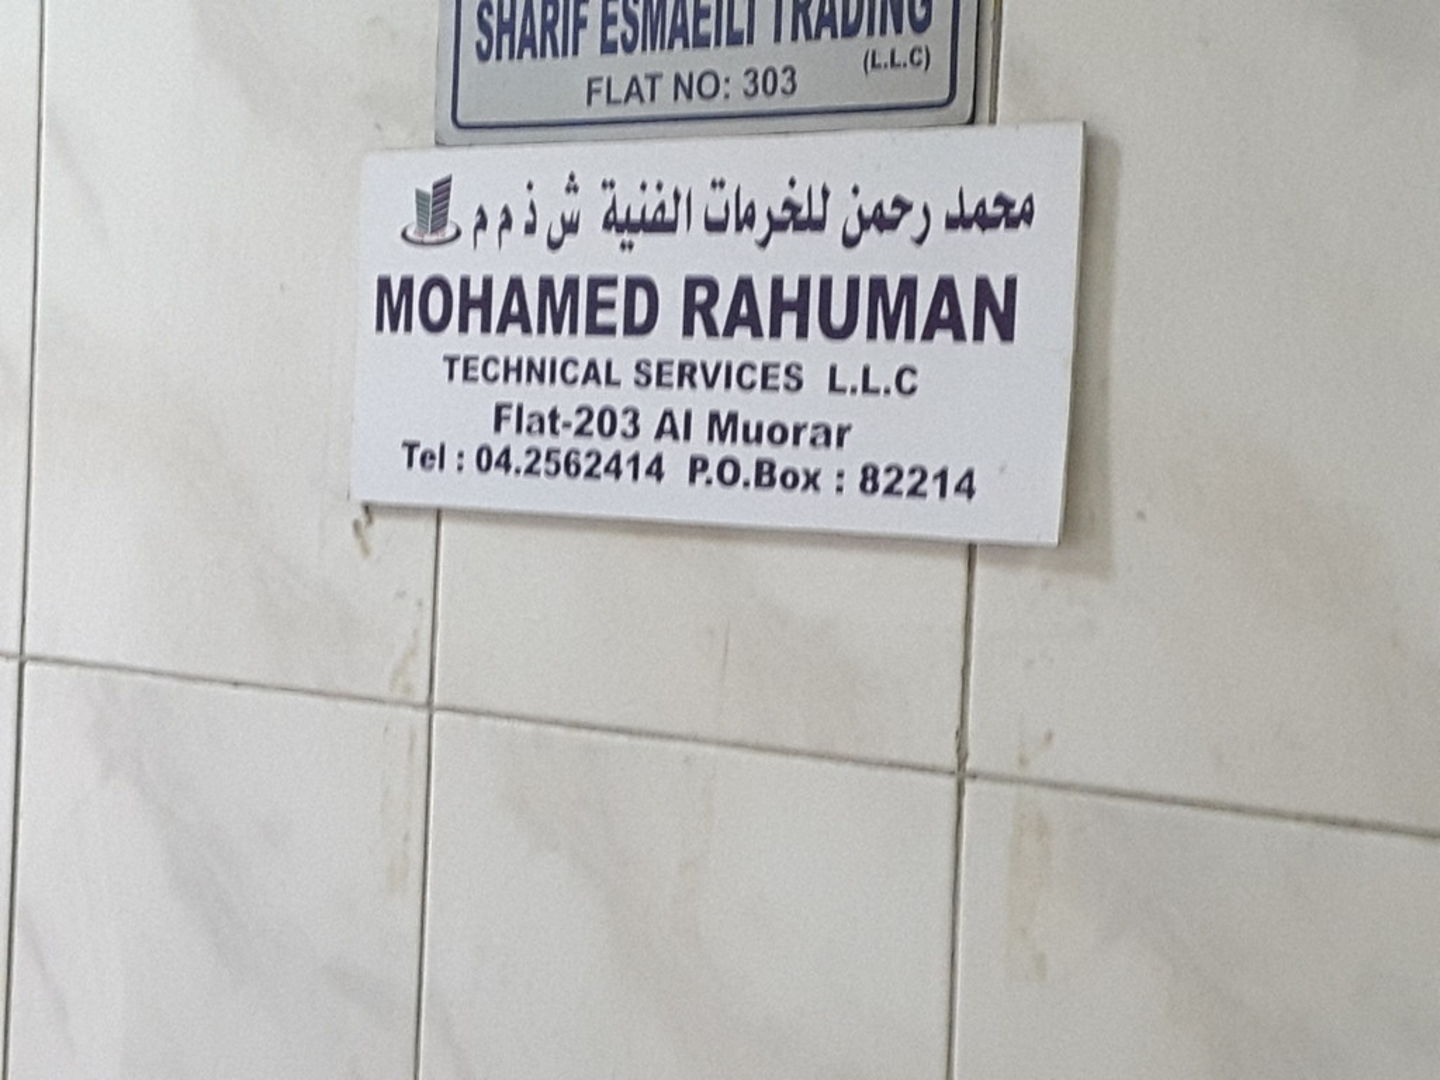 SHARIF ESMAEILI TRADING
(L.L.C)
FLAT NO: 303
محمد رحمن للخرمات الفنية ش ذ م م
MOHAMED RAHUMAN
TECHNICAL SERVICES L.L.C
Flat-203 Al Muorar
Tel : 04.2562414 P.O.Box : 82214